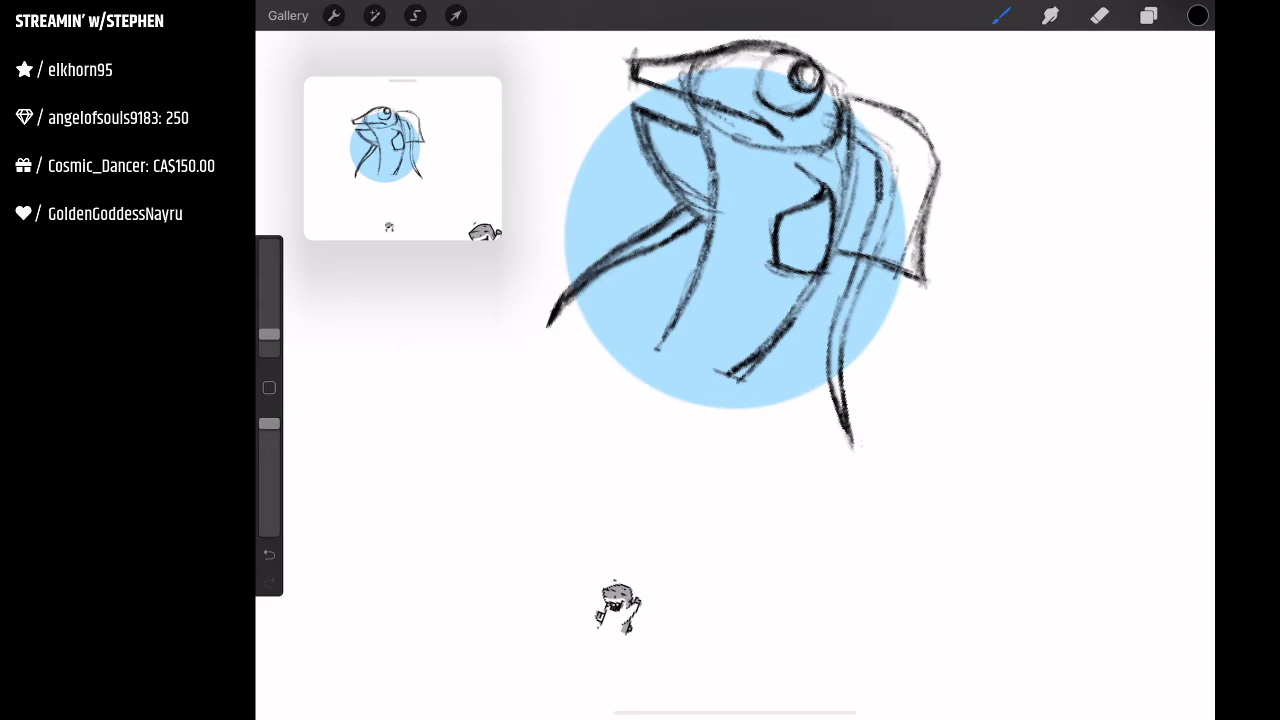 STREAMIN' w/STEPHEN
/ elkhorn95
/ angelofsouls9183: 250
/ Cosmic_Dancer: CA$150.00
/ GoldenGoddessNayru
Gallery